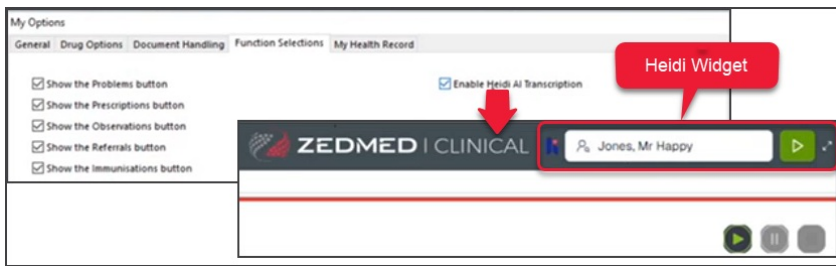 My Options
General Drug Options Document Handling Function Selections My Health Record
Show the Problems button
Enable Heidi AI Transcription
Show the Prescriptions button
Show the Observations button
Show the Referrals button
Show the Immunisations button
Heidi Widget
ZEDMED | CLINICAL
Jones, Mr Happy